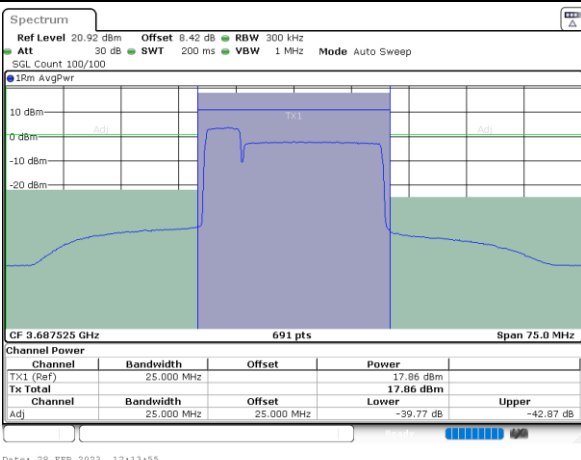 Spectrum
Ref Level 20.92 dBm Offset 8.42 dB RBW 300 kHz
Att 30 dB SWT 200 ms VBW 1 MHz Mode Auto Sweep
SGL Count 100/100
1Rm AvgPwr
10 dBm
TX1
Adj
Adj
0 dBm
-10 dBm
-20 dBm
CF 3.687525 GHz 691 pts Span 75.0 MHz
Channel Power
Channel Bandwidth Offset Power
TX1 (Ref) 25.000 MHz 17.86 dBm
Tx Total 17.86 dBm
Channel Bandwidth Offset Lower Upper
Adj 25.000 MHz 25.000 MHz -39.77 dB -42.87 dB
Ready